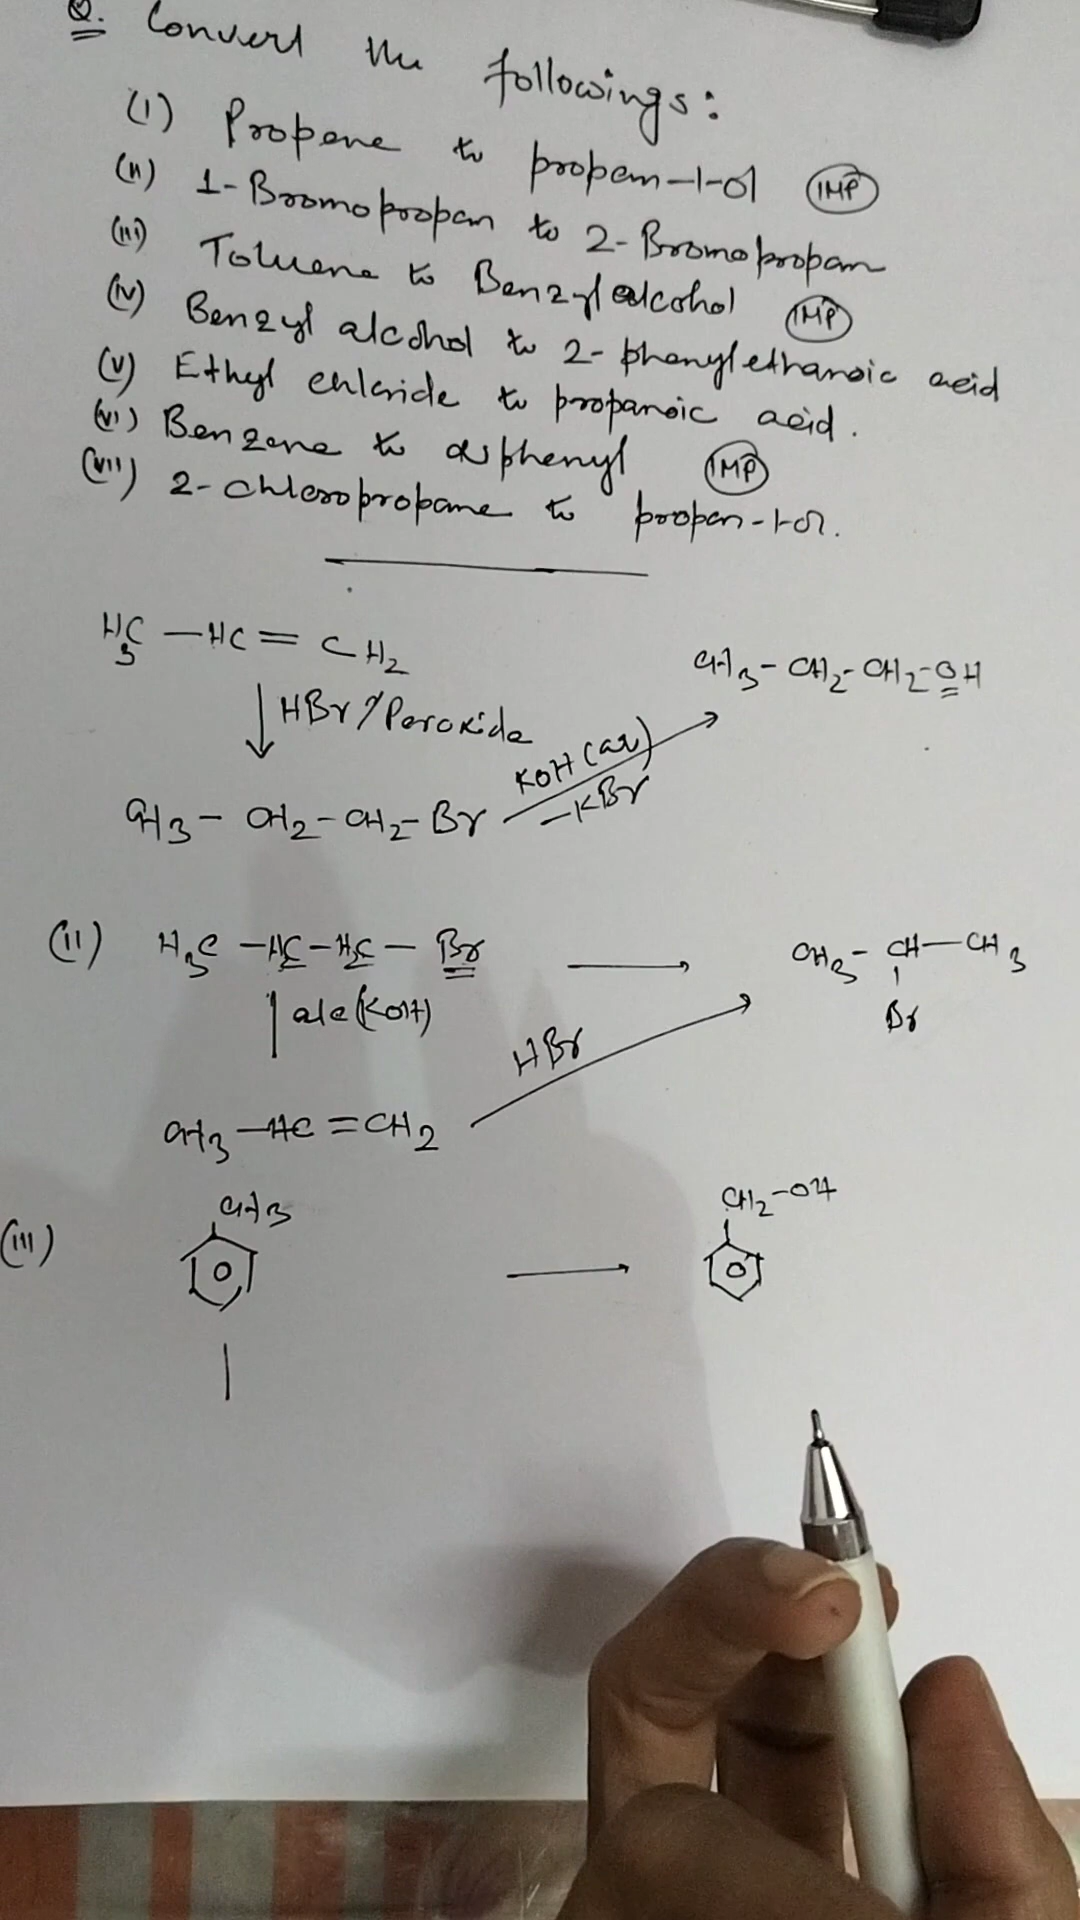 Q. Convert the followings:
(i) Propene to propan-1-ol (IMP)
(ii) 1-Bromopropan to 2-Bromopropan
(iii) Toluene to Benzyl alcohol (IMP)
(iv) Benzyl alcohol to 2-phenylethanoic acid
(v) Ethyl chloride to propanoic acid.
(vi) Benzene to diphenyl (IMP)
(vii) 2-chloropropane to propan-1-ol.
H₃C—HC=CH₂
CH₃-CH₂-CH₂-OH
HBr/Peroxide
KOH(aq)
-KBr
CH₃-CH₂-CH₂-Br
(ii) H₃C—H₂C—H₂C—Br → CH₃-CH—CH₃
Br
alc(KOH)
HBr
CH₃—HC=CH₂
(iii) CH₃ → CH₂-OH